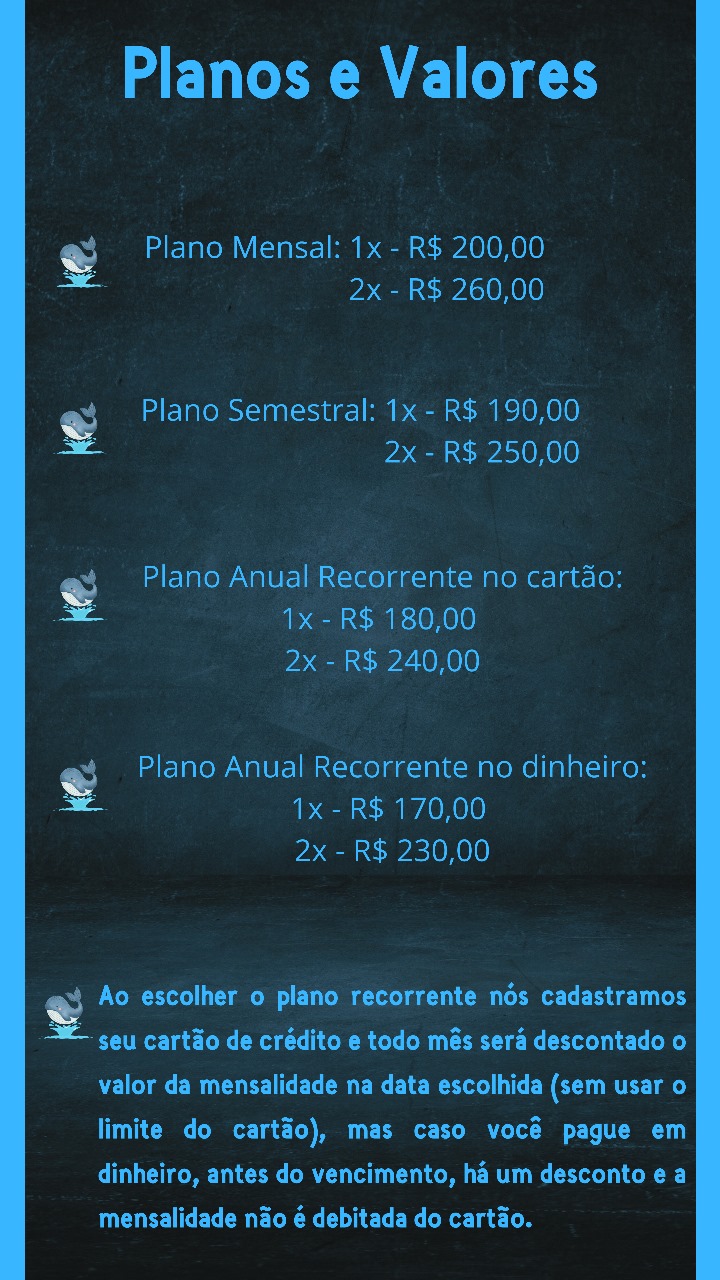 Planos e Valores
Plano Mensal: 1x - R$ 200,00
2x - R$ 260,00
Plano Semestral: 1x - R$ 190,00
2x - R$ 250,00
Plano Anual Recorrente no cartão:
1x - R$ 180,00
2x - R$ 240,00
Plano Anual Recorrente no dinheiro:
1x - R$ 170,00
2x - R$ 230,00
Ao escolher o plano recorrente nós cadastramos
seu cartão de crédito e todo mês será descontado o
valor da mensalidade na data escolhida (sem usar o
limite do cartão), mas caso você pague em
dinheiro, antes do vencimento, há um desconto e a
mensalidade não é debitada do cartão.